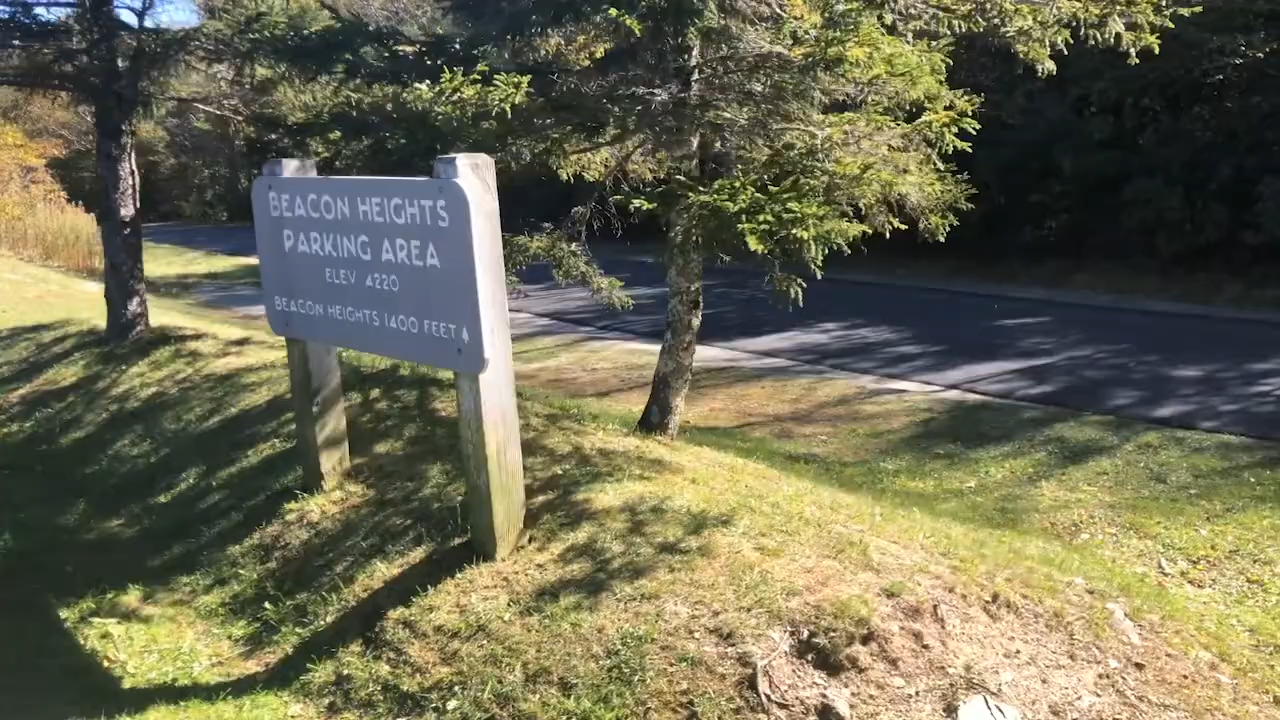 BEACON HEIGHTS
PARKING AREA
ELEV 4220
BEACON HEIGHTS 1400 FEET